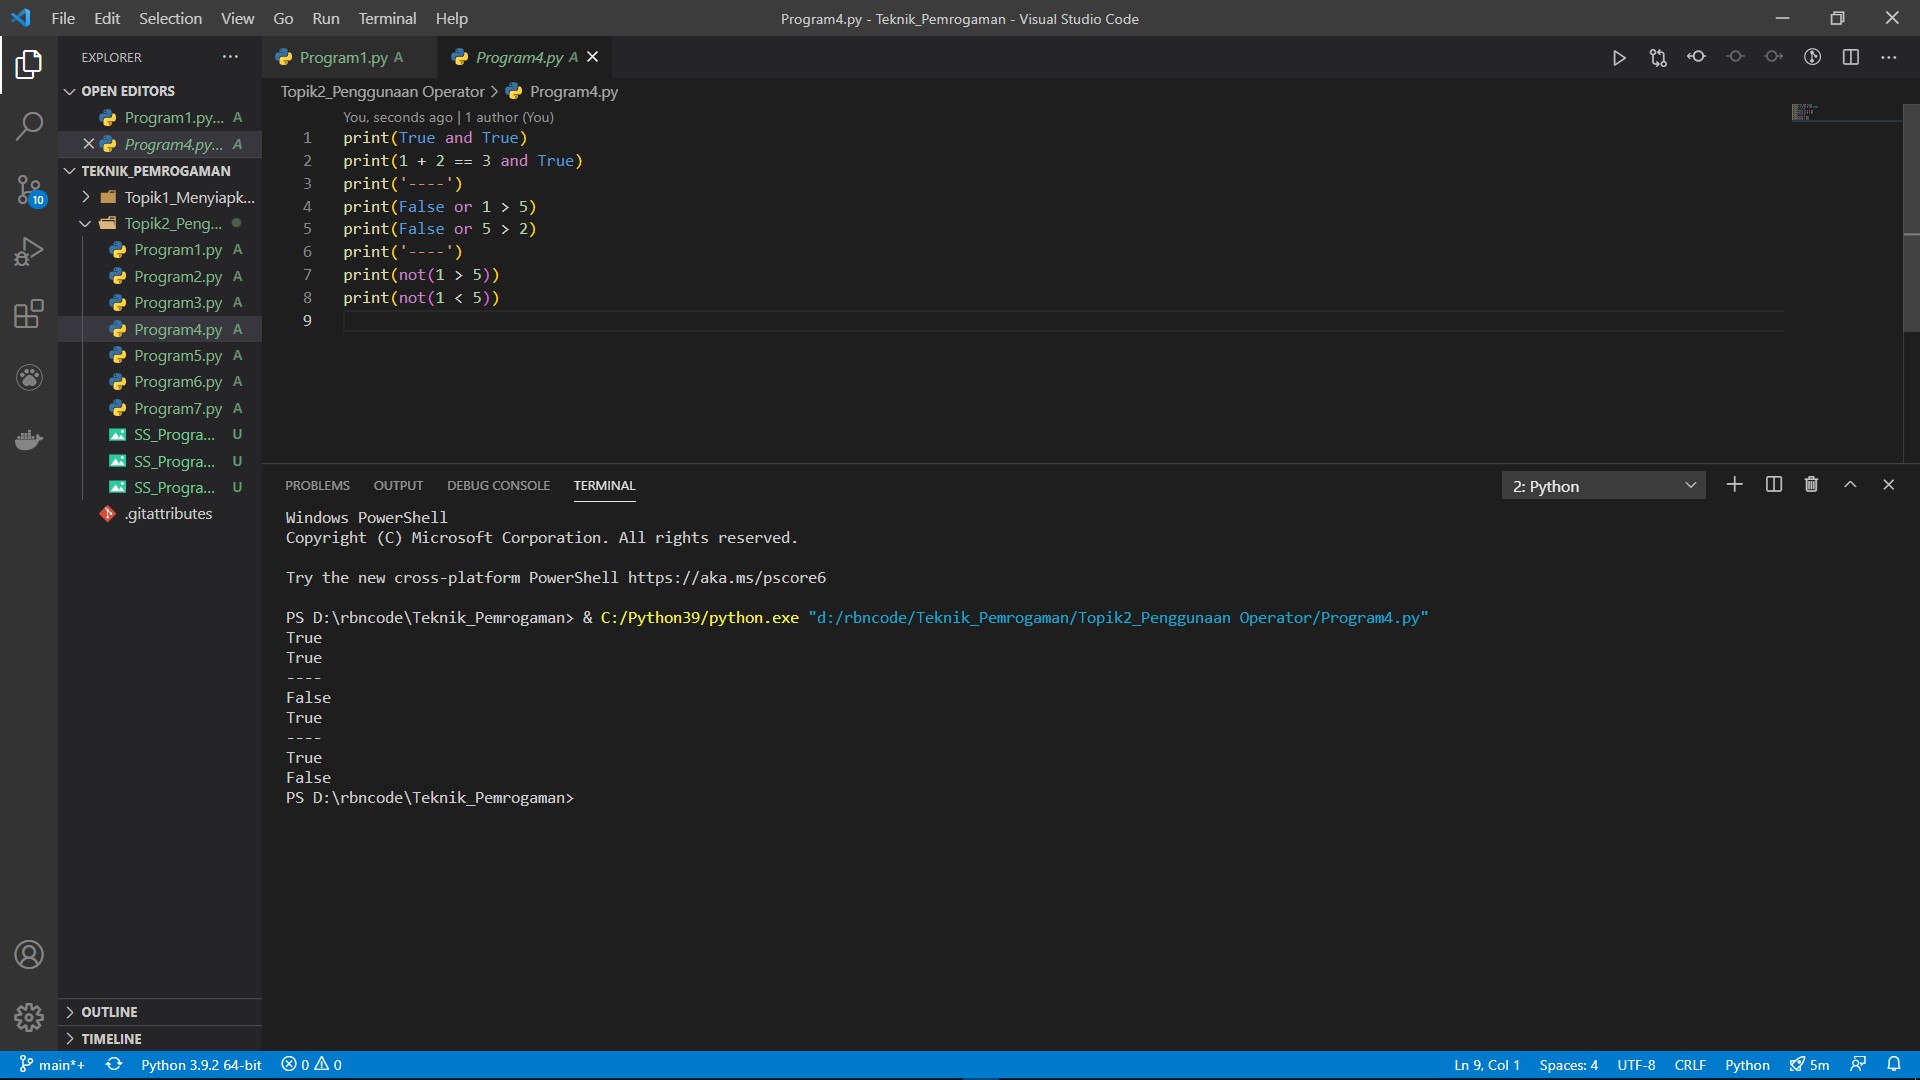 File Edit Selection View Go Run Terminal Help
Program4.py - Teknik_Pemrogaman - Visual Studio Code
EXPLORER
OPEN EDITORS
Program1.py... A
Program4.py... A
TEKNIK_PEMROGAMAN
Topik1_Menyiapk...
Topik2_Peng...
Program1.py A
Program2.py A
Program3.py A
Program4.py A
Program5.py A
Program6.py A
Program7.py A
SS_Progra... U
SS_Progra... U
SS_Progra... U
.gitattributes
OUTLINE
TIMELINE
10
Program1.py A
Program4.py A
Topik2_Penggunaan Operator > Program4.py
You, seconds ago | 1 author (You)
1 print(True and True)
2 print(1 + 2 == 3 and True)
3 print('----')
4 print(False or 1 > 5)
5 print(False or 5 > 2)
6 print('----')
7 print(not(1 > 5))
8 print(not(1 < 5))
9
PROBLEMS OUTPUT DEBUG CONSOLE TERMINAL
2: Python
Windows PowerShell
Copyright (C) Microsoft Corporation. All rights reserved.
Try the new cross-platform PowerShell https://aka.ms/pscore6
PS D:\rbncode\Teknik_Pemrogaman> & C:/Python39/python.exe "d:/rbncode/Teknik_Pemrogaman/Topik2_Penggunaan Operator/Program4.py"
True
True
----
False
True
----
True
False
PS D:\rbncode\Teknik_Pemrogaman>
main*+ Python 3.9.2 64-bit 0 0
Ln 9, Col 1 Spaces: 4 UTF-8 CRLF Python 5m